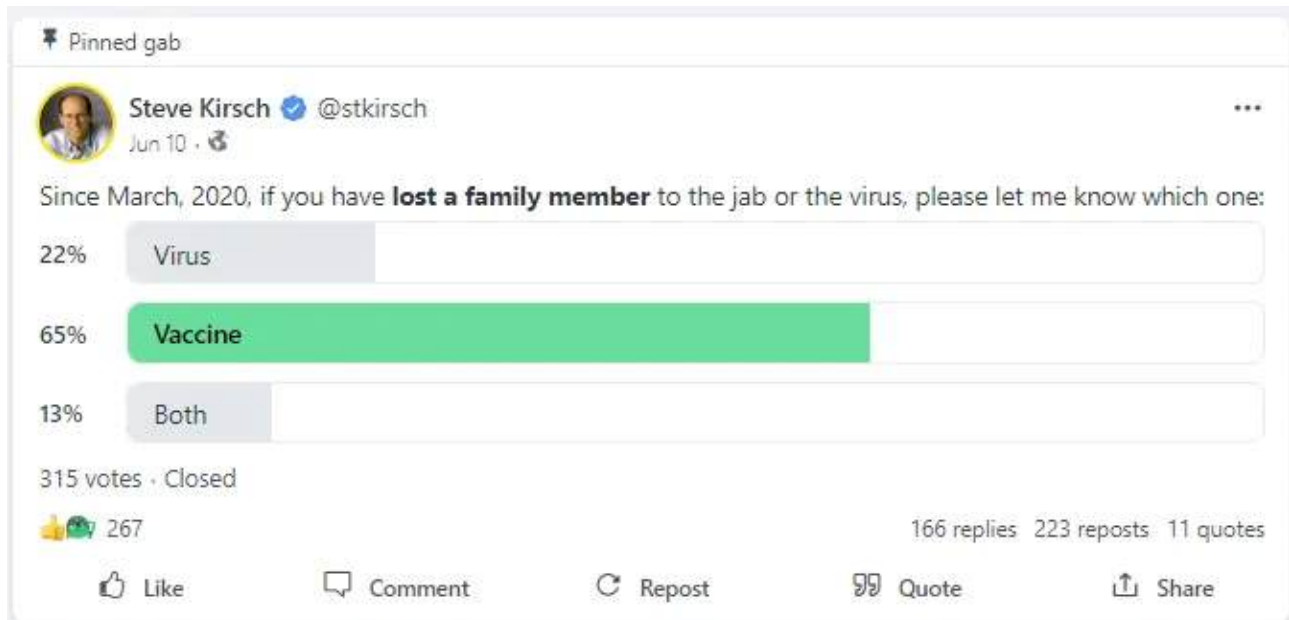 Pinned gab
Steve Kirsch @stkirsch
Jun 10 ·
Since March, 2020, if you have lost a family member to the jab or the virus, please let me know which one:
22% Virus
65% Vaccine
13% Both
315 votes · Closed
267 166 replies 223 reposts 11 quotes
Like Comment Repost Quote Share